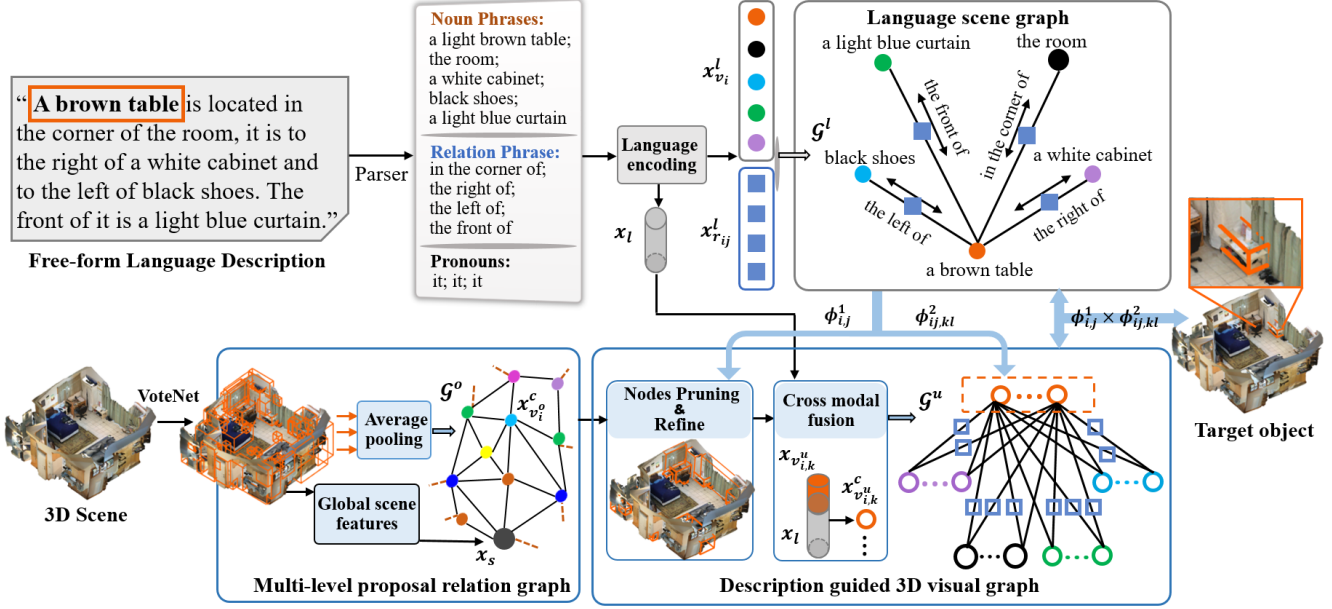 “ A brown table is located in
the corner of the room, it is to
the right of a white cabinet and
to the left of black shoes. The
front of it is a light blue curtain.”
Free-form Language Description
Parser
Noun Phrases:
a light brown table;
the room;
a white cabinet;
black shoes;
a light blue curtain
Relation Phrase:
in the corner of;
the right of;
the left of;
the front of
Pronouns:
it; it; it
Language
encoding
x_l
x^l_{v_i}
x^l_{r_{ij}}
𝒢^l
Language scene graph
a light blue curtain
the room
the front of
in the corner of
black shoes
a white cabinet
the left of
the right of
a brown table
ϕ^1_{i,j}
ϕ^2_{ij,kl}
ϕ^1_{i,j} × ϕ^2_{ij,kl}
Target object
3D Scene
VoteNet
Average
pooling
Global scene
features
𝒢^o
x^c_{v^o_i}
x_s
Multi-level proposal relation graph
Nodes Pruning
&
Refine
Cross modal
fusion
x_{v^u_{i,k}}
x^c_{v^u_{i,k}}
x_l
𝒢^u
Description guided 3D visual graph